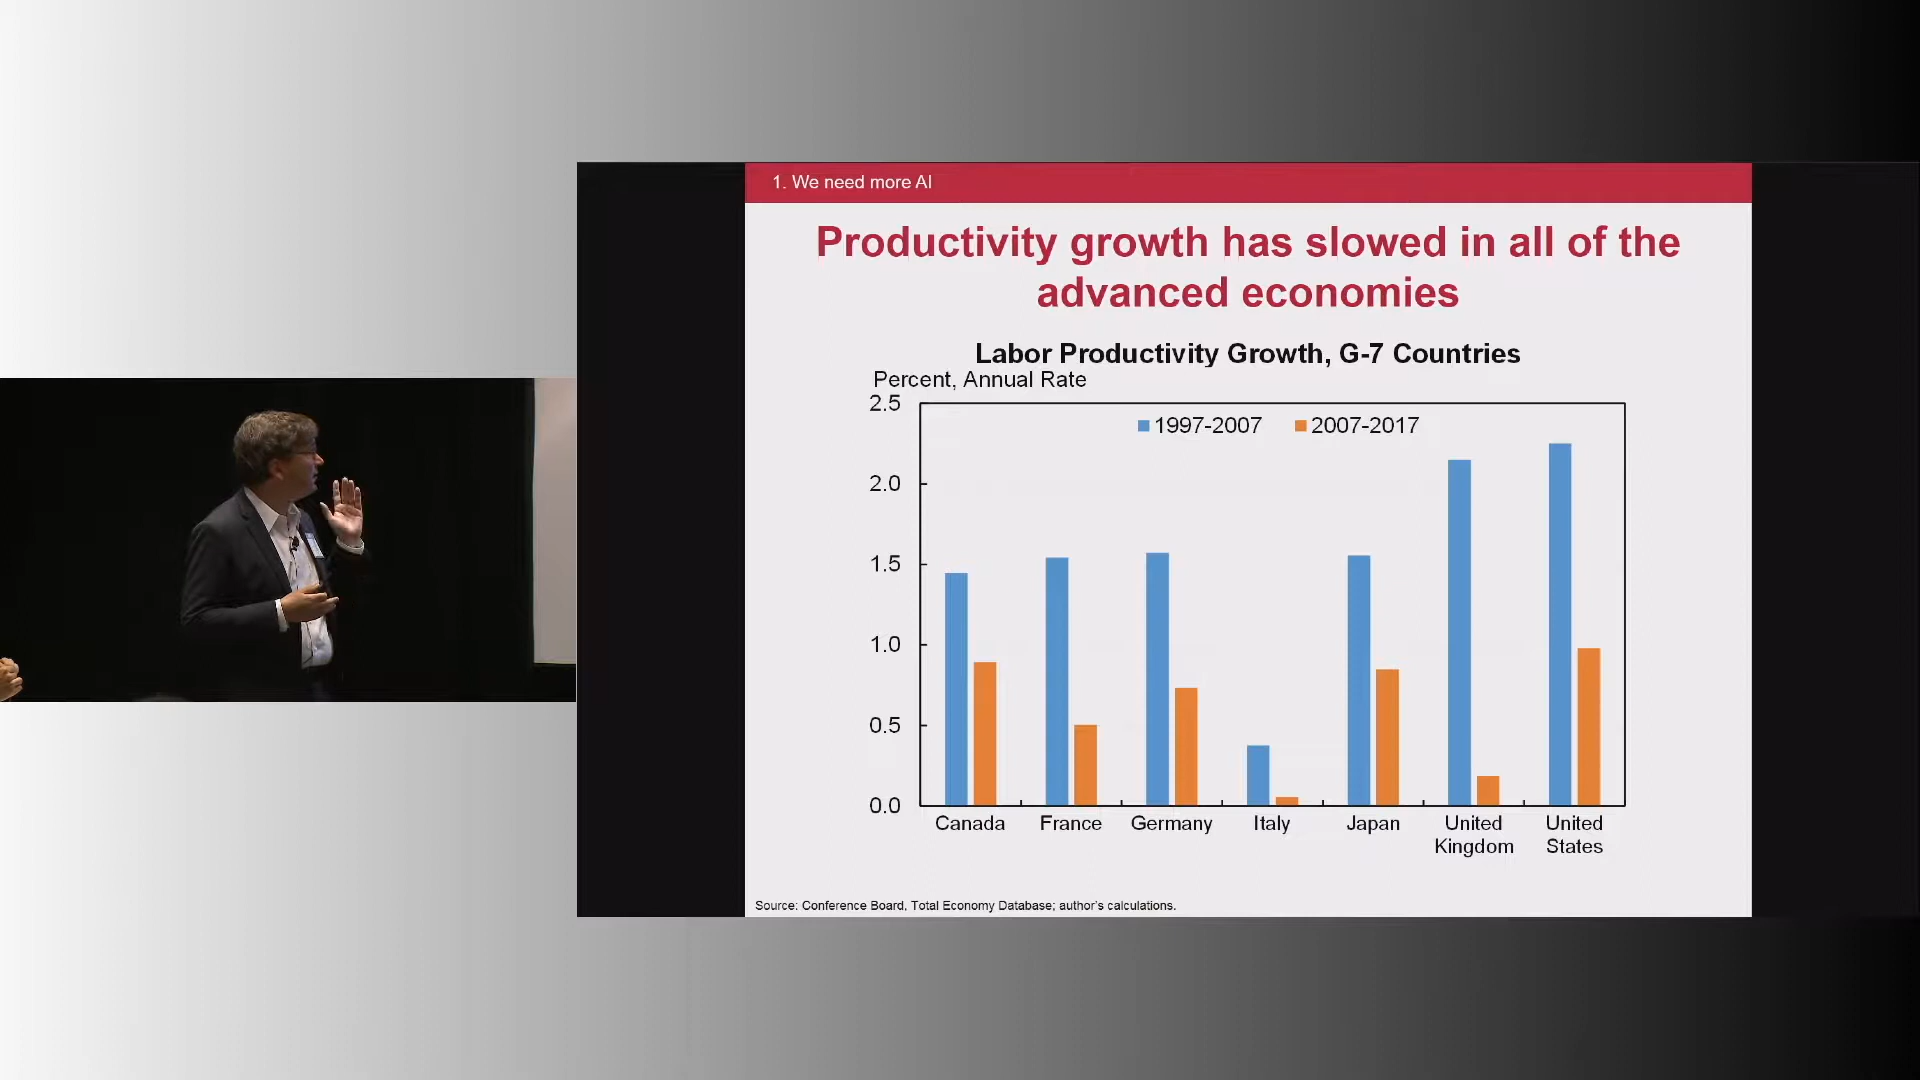 1. We need more AI
Productivity growth has slowed in all of the
advanced economies
Labor Productivity Growth, G-7 Countries
Percent, Annual Rate
2.5
1997-2007 2007-2017
2.0
1.5
1.0
0.5
0.0
Canada France Germany Italy Japan United Kingdom United States
Source: Conference Board, Total Economy Database; author's calculations.